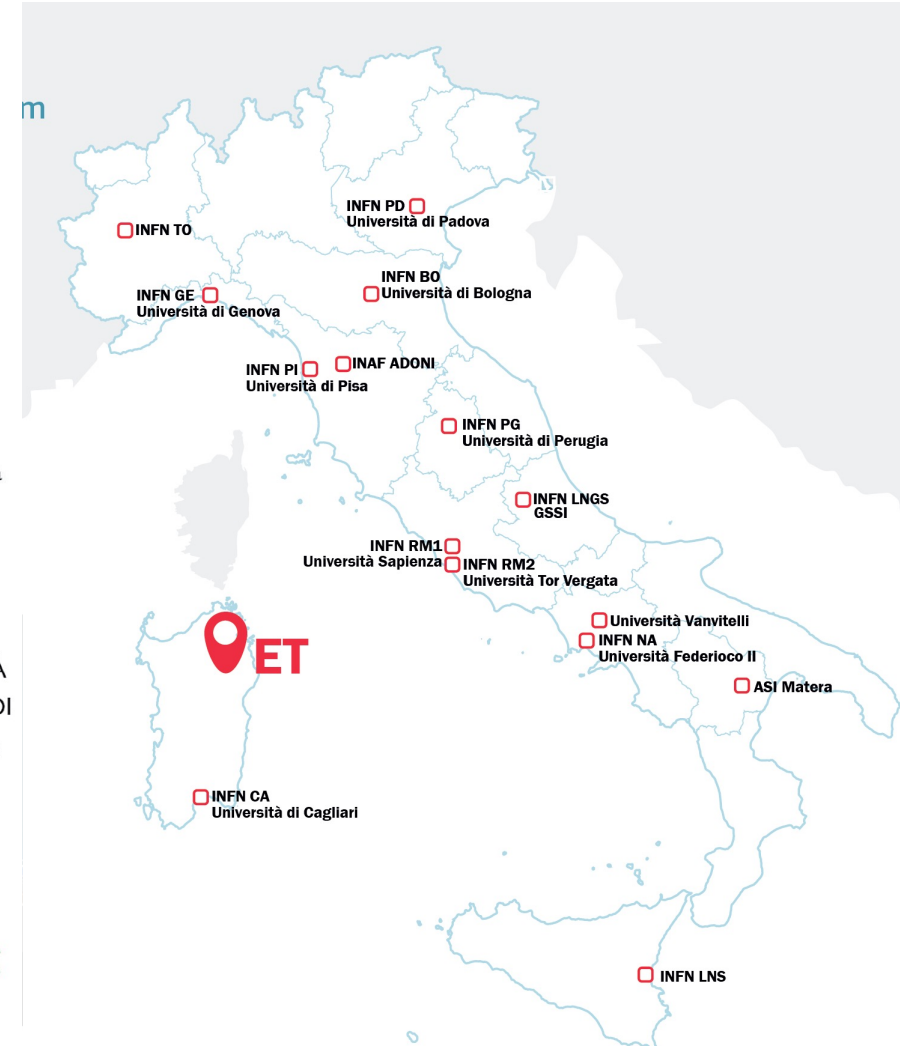 m
INFN PD
Università di Padova
INFN TO
INFN BO
Università di Bologna
INFN GE
Università di Genova
INAF ADONI
INFN PI
Università di Pisa
INFN PG
Università di Perugia
INFN LNGS
GSSI
INFN RM1
Università Sapienza
INFN RM2
Università Tor Vergata
Università Vanvitelli
INFN NA
Università Federioco II
ET
A
ASI Matera
DI
INFN CA
Università di Cagliari
INFN LNS